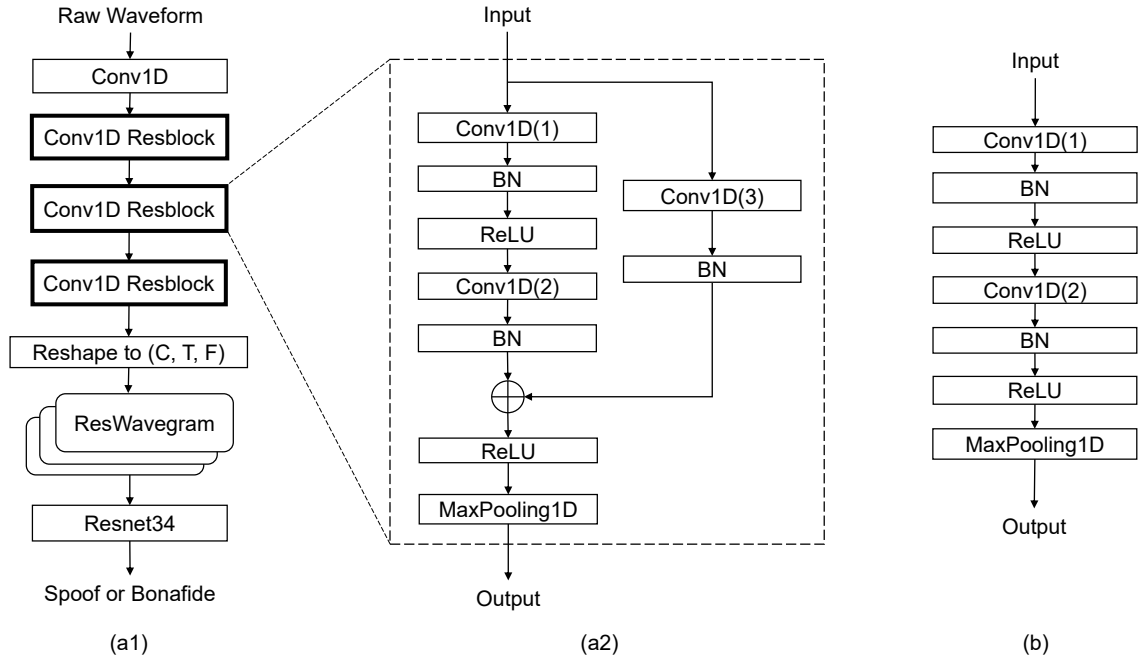 Raw Waveform
Conv1D
Conv1D Resblock
Conv1D Resblock
Conv1D Resblock
Reshape to (C, T, F)
ResWavegram
Resnet34
Spoof or Bonafide
(a1)
Input
Conv1D(1)
BN
ReLU
Conv1D(2)
BN
Conv1D(3)
BN
ReLU
MaxPooling1D
Output
(a2)
Input
Conv1D(1)
BN
ReLU
Conv1D(2)
BN
ReLU
MaxPooling1D
Output
(b)